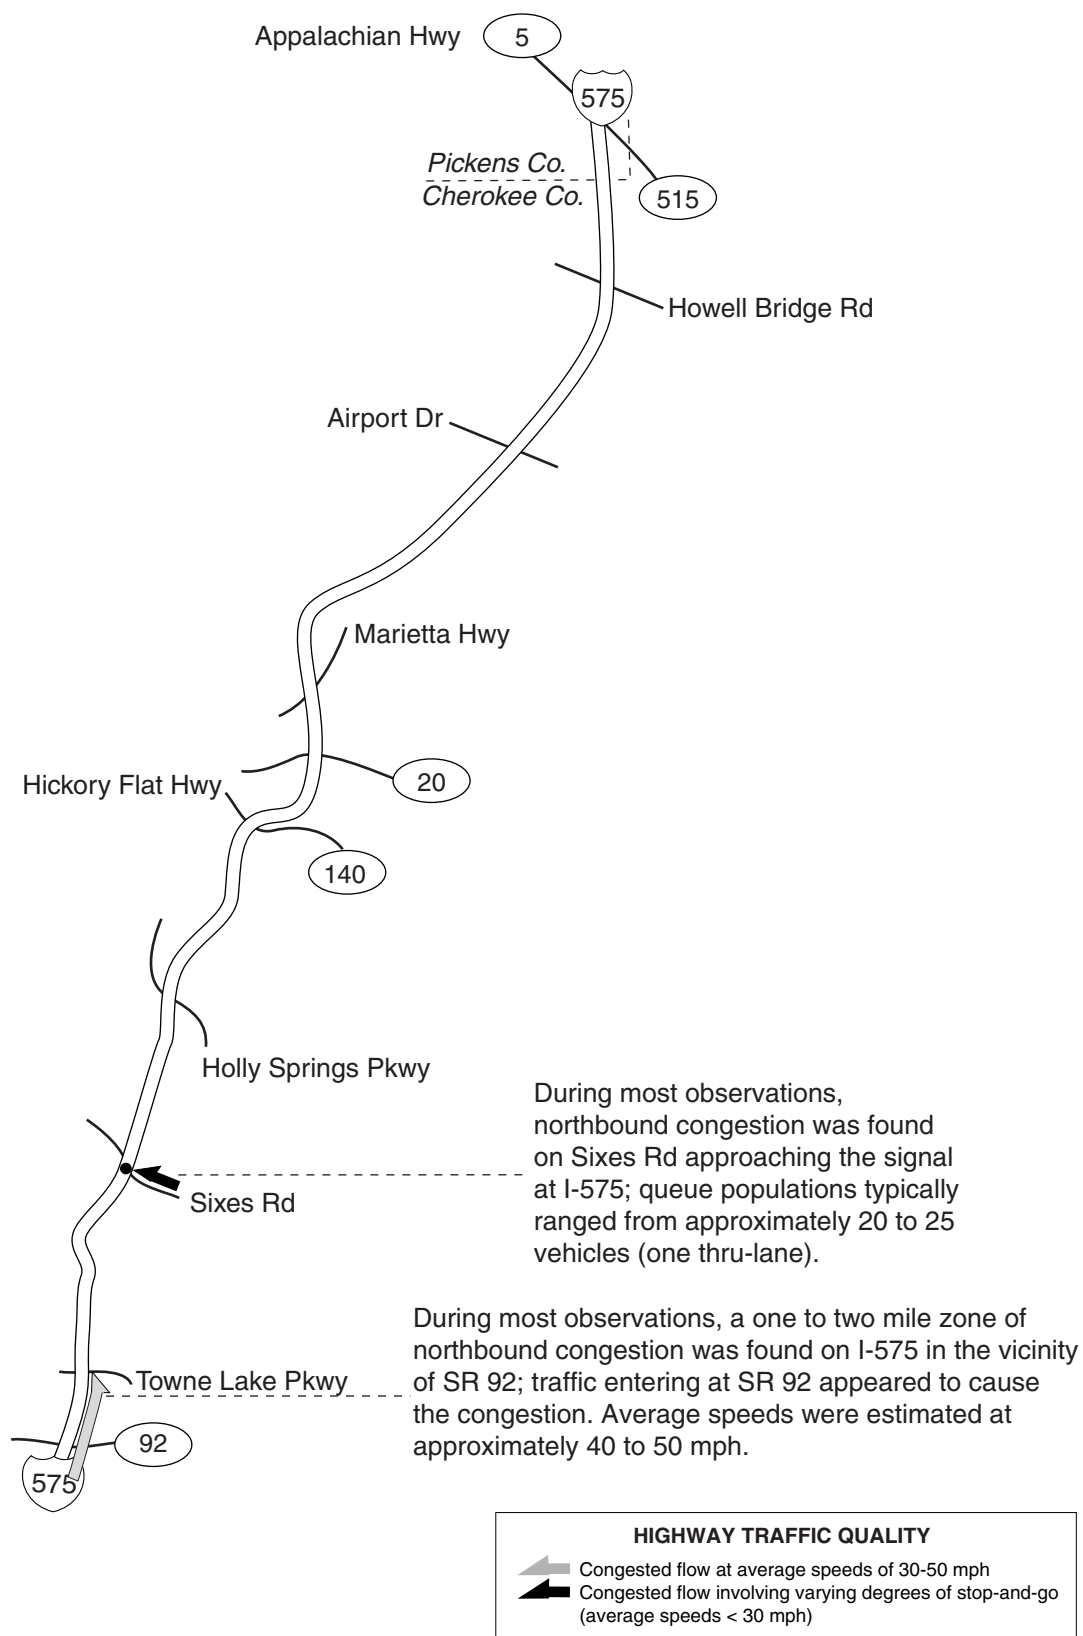 Appalachian Hwy
5
575
Pickens Co.
Cherokee Co.
515
Howell Bridge Rd
Airport Dr
Marietta Hwy
20
Hickory Flat Hwy
140
Holly Springs Pkwy
During most observations,
northbound congestion was found
on Sixes Rd approaching the signal
at I-575; queue populations typically
ranged from approximately 20 to 25
vehicles (one thru-lane).
Sixes Rd
During most observations, a one to two mile zone of
northbound congestion was found on I-575 in the vicinity
of SR 92; traffic entering at SR 92 appeared to cause
the congestion. Average speeds were estimated at
approximately 40 to 50 mph.
Towne Lake Pkwy
92
575
HIGHWAY TRAFFIC QUALITY
Congested flow at average speeds of 30-50 mph
Congested flow involving varying degrees of stop-and-go
(average speeds < 30 mph)